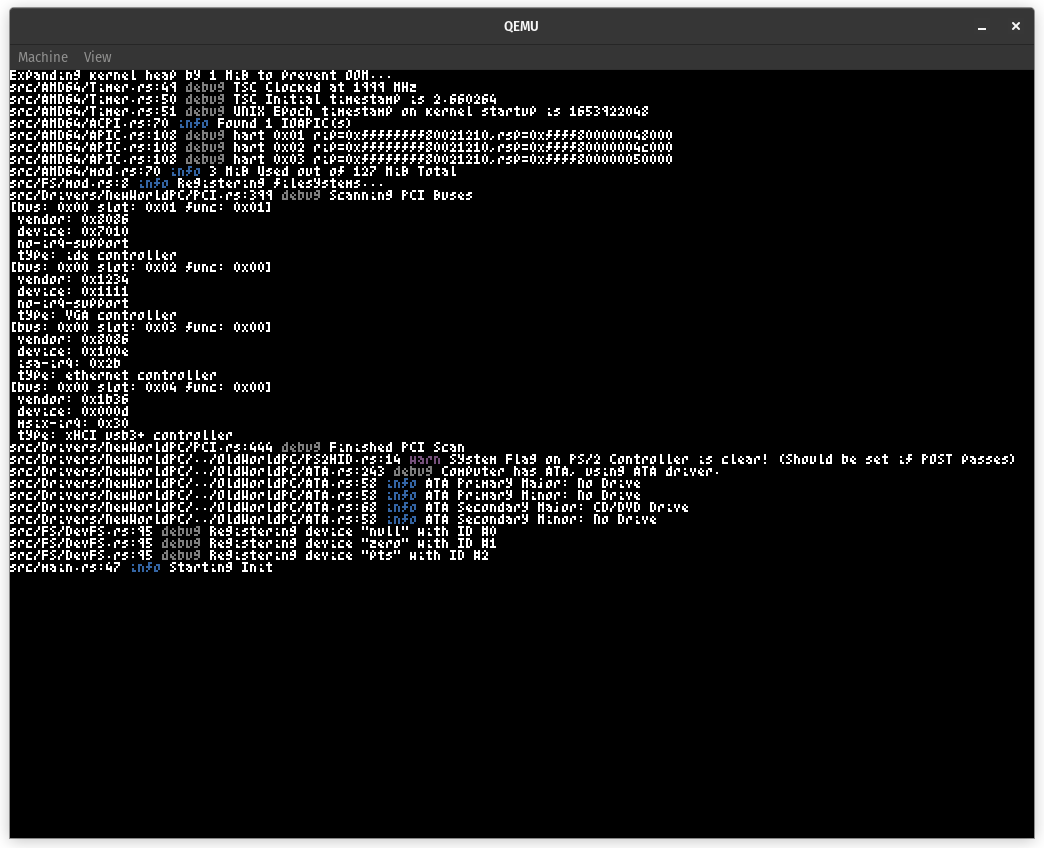 QEMU
Machine View
Expanding kernel heap by 1 MiB to prevent OOM...
src/AMD64/Timer.rs:49 debug TSC Clocked at 1999 MHz
src/AMD64/Timer.rs:50 debug TSC Initial timestamp is 2.660264
src/AMD64/Timer.rs:51 debug UNIX Epoch timestamp on kernel startup is 1653922048
src/AMD64/ACPI.rs:70 info Found 1 IOAPIC(s)
src/AMD64/APIC.rs:108 debug hart 0x01 rip=0xffffffff80021210,rsp=0xffff800000048000
src/AMD64/APIC.rs:108 debug hart 0x02 rip=0xffffffff80021210,rsp=0xffff80000004c000
src/AMD64/APIC.rs:108 debug hart 0x03 rip=0xffffffff80021210,rsp=0xffff800000050000
src/AMD64/mod.rs:70 info 3 MiB Used out of 127 MiB Total
src/FS/mod.rs:8 info Registering filesystems...
src/Drivers/NewWorldPC/PCI.rs:399 debug Scanning PCI Buses
[bus: 0x00 slot: 0x01 func: 0x01]
vendor: 0x8086
device: 0x7010
no-irq-support
type: ide controller
[bus: 0x00 slot: 0x02 func: 0x00]
vendor: 0x1234
device: 0x1111
no-irq-support
type: VGA controller
[bus: 0x00 slot: 0x03 func: 0x00]
vendor: 0x8086
device: 0x100e
isa-irq: 0x2b
type: ethernet controller
[bus: 0x00 slot: 0x04 func: 0x00]
vendor: 0x1b36
device: 0x000d
msix-irq: 0x30
type: xHCI usb3+ controller
src/Drivers/NewWorldPC/PCI.rs:444 debug Finished PCI Scan
src/Drivers/NewWorldPC/../OldWorldPC/PS2HID.rs:14 warn System Flag on PS/2 Controller is clear! (Should be set if POST passes)
src/Drivers/NewWorldPC/../OldWorldPC/ATA.rs:243 debug Computer has ATA, using ATA driver.
src/Drivers/NewWorldPC/../OldWorldPC/ATA.rs:58 info ATA Primary Major: No Drive
src/Drivers/NewWorldPC/../OldWorldPC/ATA.rs:58 info ATA Primary Minor: No Drive
src/Drivers/NewWorldPC/../OldWorldPC/ATA.rs:68 info ATA Secondary Major: CD/DVD Drive
src/Drivers/NewWorldPC/../OldWorldPC/ATA.rs:58 info ATA Secondary Minor: No Drive
src/FS/DevFS.rs:95 debug Registering device "null" with ID #0
src/FS/DevFS.rs:95 debug Registering device "zero" with ID #1
src/FS/DevFS.rs:95 debug Registering device "pts" with ID #2
src/main.rs:47 info Starting Init